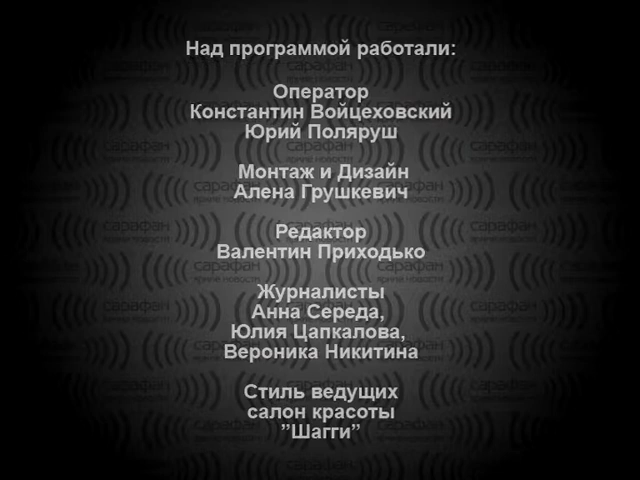 Над программой работали:
Оператор
Константин Войцеховский
Юрий Поляруш
Монтаж и Дизайн
Алена Грушкевич
Редактор
Валентин Приходько
Журналисты
Анна Середа,
Юлия Цапкалова,
Вероника Никитина
Стиль ведущих
салон красоты
”Шагги”